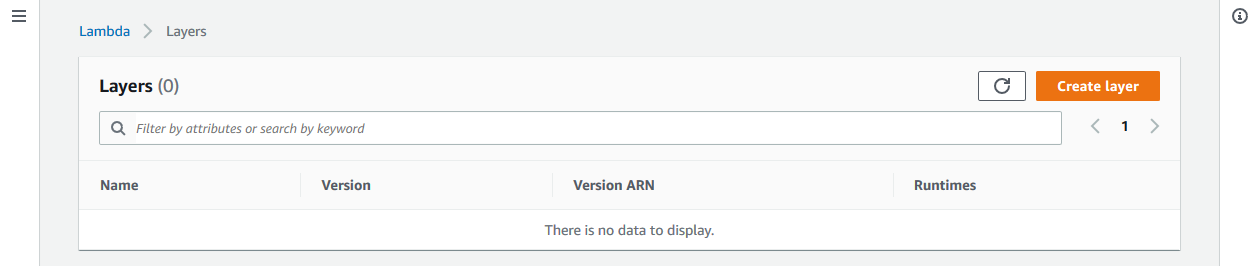 Lambda > Layers
Layers (0)
Create layer
Filter by attributes or search by keyword
1
Name Version Version ARN Runtimes
There is no data to display.